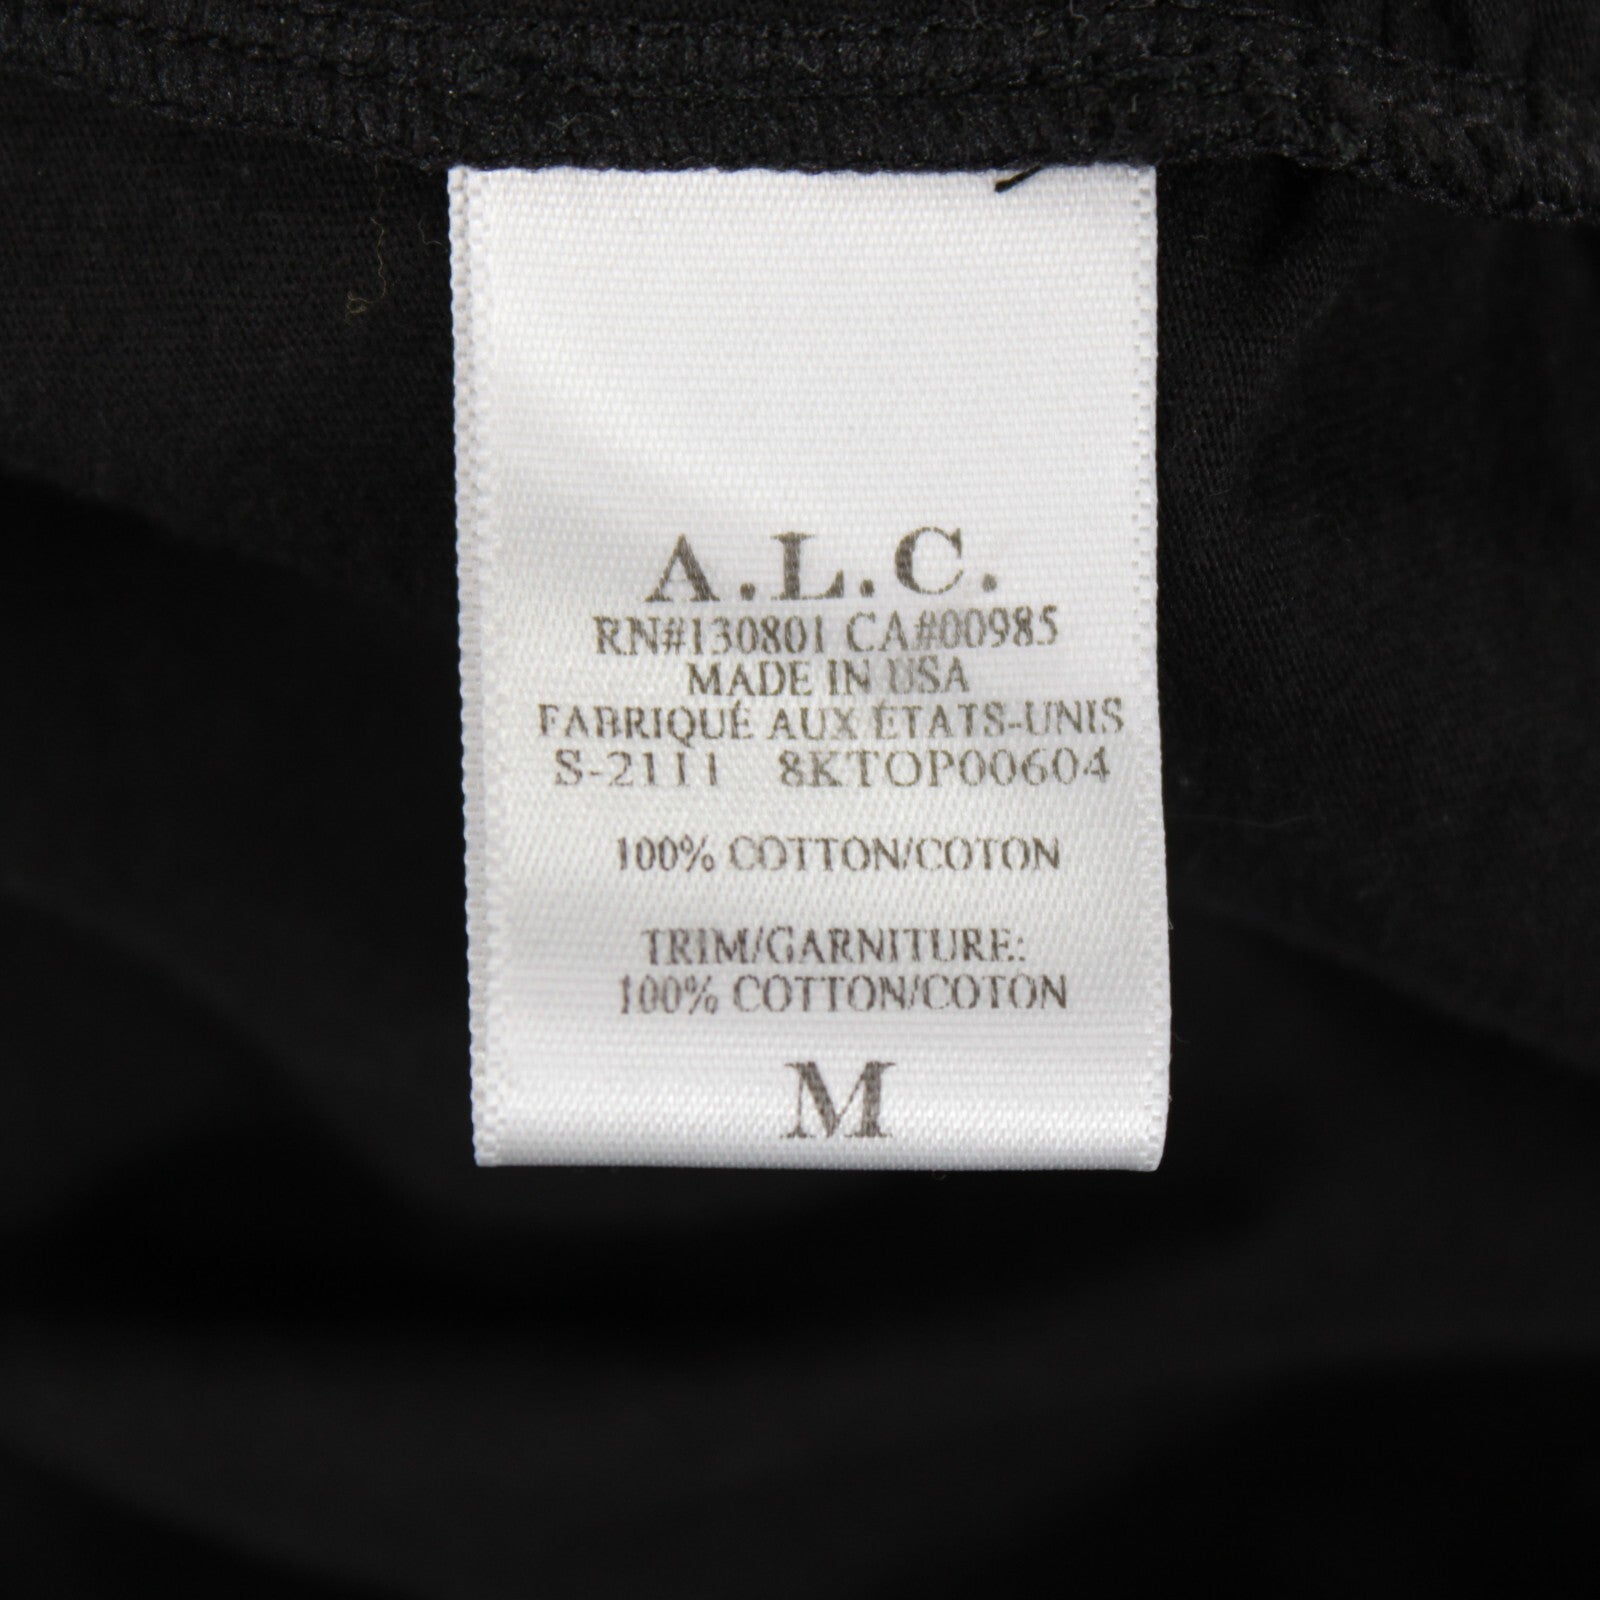 A.L.C.
RN#130801 CA#00985
MADE IN USA
FABRIQUÉ AUX ÉTATS-UNIS
S-2111 8KTOP00604
100% COTTON/COTON
TRIM/GARNITURE:
100% COTTON/COTON
M